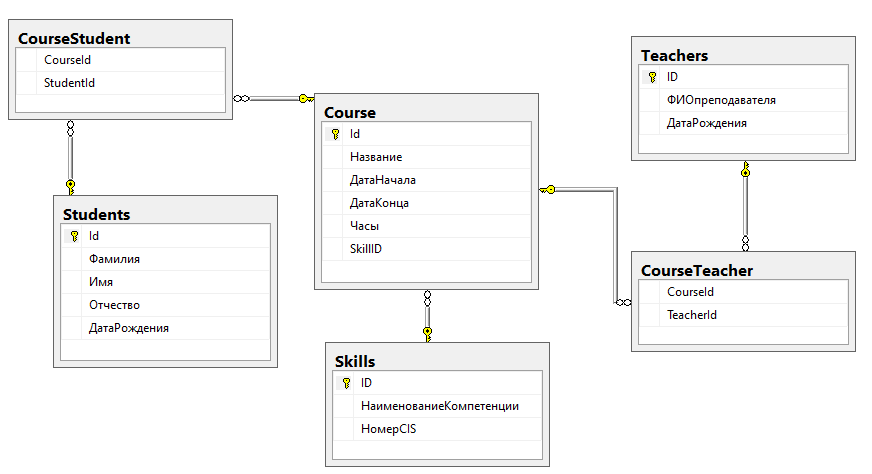 CourseStudent
CourseId
StudentId
Course
Id
Название
ДатаНачала
ДатаКонца
Часы
SkillID
Teachers
ID
ФИОпреподавателя
ДатаРождения
Students
Id
Фамилия
Имя
Отчество
ДатаРождения
CourseTeacher
CourseId
TeacherId
Skills
ID
НаименованиеКомпетенции
НомерCIS